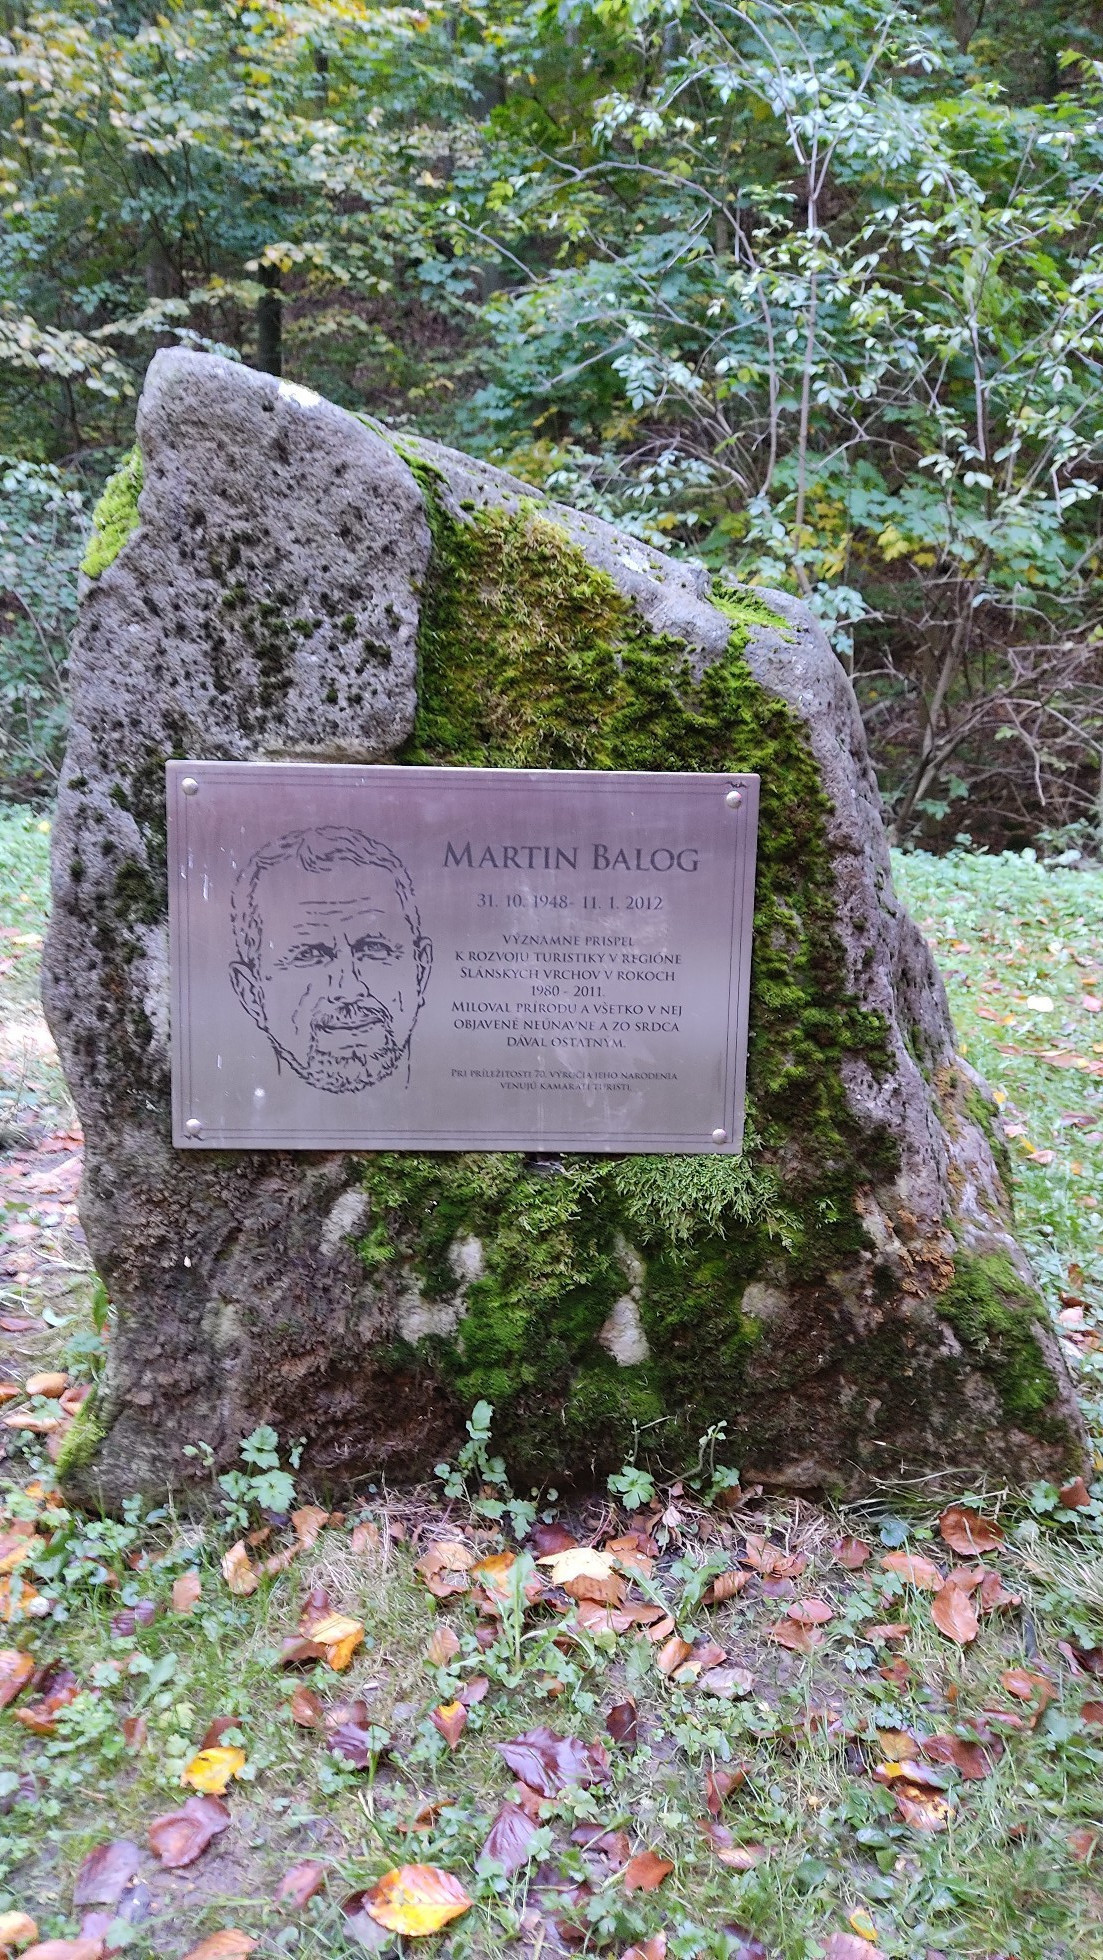 MARTIN BALOG
31. 10. 1948- 11. 1. 2012
VÝZNAMNE PRISPEL
K ROZVOJU TURISTIKY V REGIÓNE
SLANSKÝCH VRCHOV V ROKOCH
1980 - 2011.
MILOVAL PRÍRODU A VŠETKO V NEJ
OBJAVENÉ NEÚNAVNE A ZO SRDCA
DÁVAL OSTATNÝM.
PRI PRÍLEŽITOSTI 70. VÝROČIA JEHO NARODENIA
VENUJÚ KAMARÁTI TURISTI.